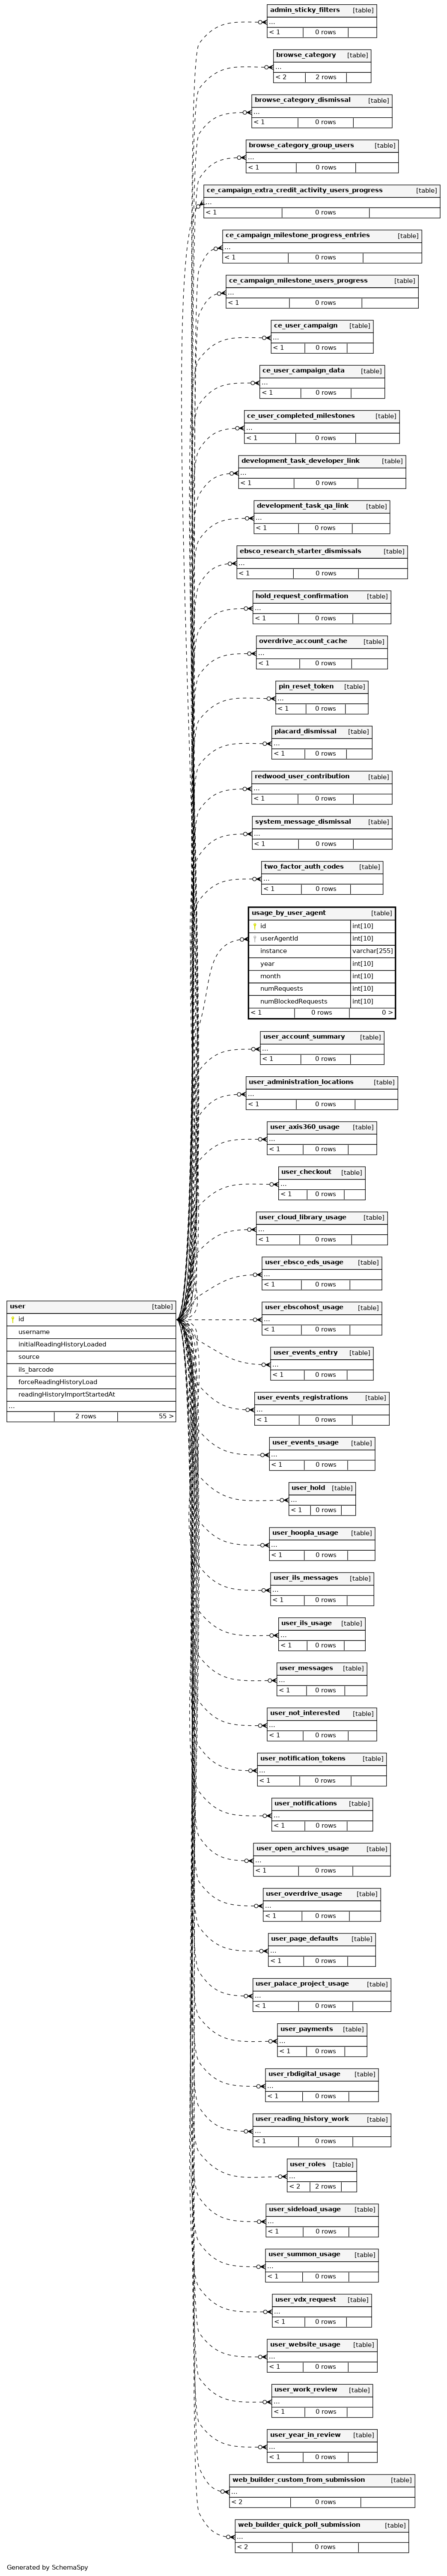 admin_sticky_filters [table]
...
< 1 0 rows
browse_category [table]
...
< 2 2 rows
browse_category_dismissal [table]
...
< 1 0 rows
browse_category_group_users [table]
...
< 1 0 rows
ce_campaign_extra_credit_activity_users_progress [table]
...
< 1 0 rows
ce_campaign_milestone_progress_entries [table]
...
< 1 0 rows
ce_campaign_milestone_users_progress [table]
...
< 1 0 rows
ce_user_campaign [table]
...
< 1 0 rows
ce_user_campaign_data [table]
...
< 1 0 rows
ce_user_completed_milestones [table]
...
< 1 0 rows
development_task_developer_link [table]
...
< 1 0 rows
development_task_qa_link [table]
...
< 1 0 rows
ebsco_research_starter_dismissals [table]
...
< 1 0 rows
hold_request_confirmation [table]
...
< 1 0 rows
overdrive_account_cache [table]
...
< 1 0 rows
pin_reset_token [table]
...
< 1 0 rows
placard_dismissal [table]
...
< 1 0 rows
redwood_user_contribution [table]
...
< 1 0 rows
system_message_dismissal [table]
...
< 1 0 rows
two_factor_auth_codes [table]
...
< 1 0 rows
usage_by_user_agent [table]
id int[10]
userAgentId int[10]
instance varchar[255]
year int[10]
month int[10]
numRequests int[10]
numBlockedRequests int[10]
< 1 0 rows 0 >
user_account_summary [table]
...
< 1 0 rows
user_administration_locations [table]
...
< 1 0 rows
user_axis360_usage [table]
...
< 1 0 rows
user_checkout [table]
...
< 1 0 rows
user_cloud_library_usage [table]
...
< 1 0 rows
user_ebsco_eds_usage [table]
...
< 1 0 rows
user_ebscohost_usage [table]
...
< 1 0 rows
user [table]
id
username
initialReadingHistoryLoaded
source
ils_barcode
forceReadingHistoryLoad
readingHistoryImportStartedAt
...
2 rows 55 >
user_events_entry [table]
...
< 1 0 rows
user_events_registrations [table]
...
< 1 0 rows
user_events_usage [table]
...
< 1 0 rows
user_hold [table]
...
< 1 0 rows
user_hoopla_usage [table]
...
< 1 0 rows
user_ils_messages [table]
...
< 1 0 rows
user_ils_usage [table]
...
< 1 0 rows
user_messages [table]
...
< 1 0 rows
user_not_interested [table]
...
< 1 0 rows
user_notification_tokens [table]
...
< 1 0 rows
user_notifications [table]
...
< 1 0 rows
user_open_archives_usage [table]
...
< 1 0 rows
user_overdrive_usage [table]
...
< 1 0 rows
user_page_defaults [table]
...
< 1 0 rows
user_palace_project_usage [table]
...
< 1 0 rows
user_payments [table]
...
< 1 0 rows
user_rbdigital_usage [table]
...
< 1 0 rows
user_reading_history_work [table]
...
< 1 0 rows
user_roles [table]
...
< 2 2 rows
user_sideload_usage [table]
...
< 1 0 rows
user_summon_usage [table]
...
< 1 0 rows
user_vdx_request [table]
...
< 1 0 rows
user_website_usage [table]
...
< 1 0 rows
user_work_review [table]
...
< 1 0 rows
user_year_in_review [table]
...
< 1 0 rows
web_builder_custom_from_submission [table]
...
< 2 0 rows
web_builder_quick_poll_submission [table]
...
< 2 0 rows
Generated by SchemaSpy